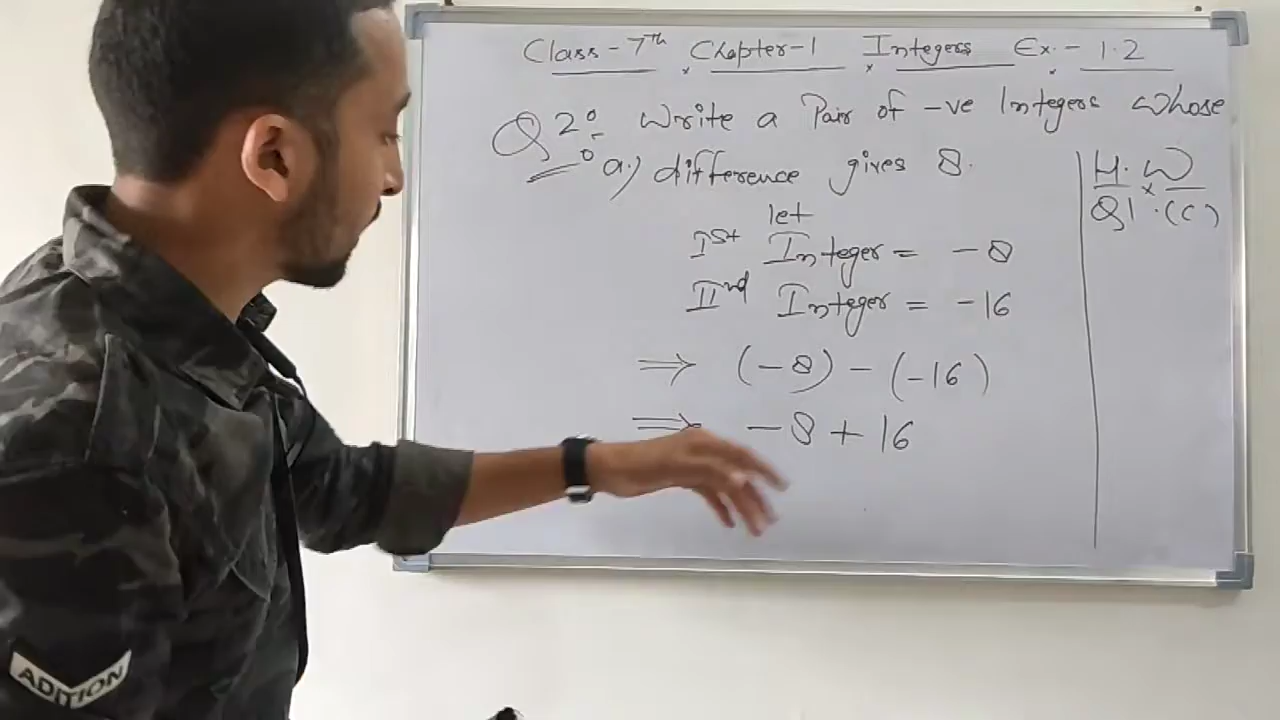 Class-7th Chapter-1 Integers Ex.- 1.2
Q2:- Write a Pair of -ve Integers whose
a.) difference gives 8.
let
Ist Integer = -8
IInd Integer = -16
⇒ (-8) - (-16)
⇒ -8 + 16
H.W
Q1.(c)
ADITION